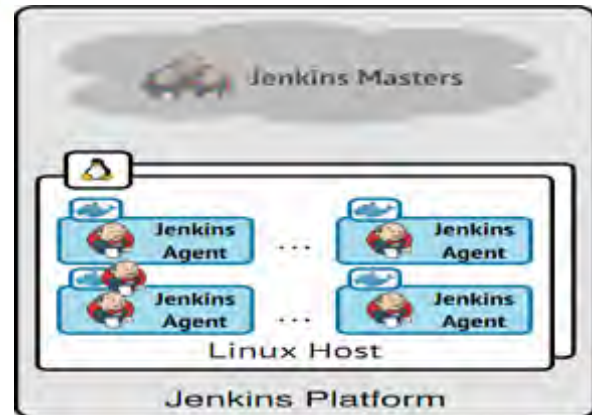 Jenkins Masters
Jenkins
Agent
...
Jenkins
Agent
Jenkins
Agent
...
Jenkins
Agent
Linux Host
Jenkins Platform